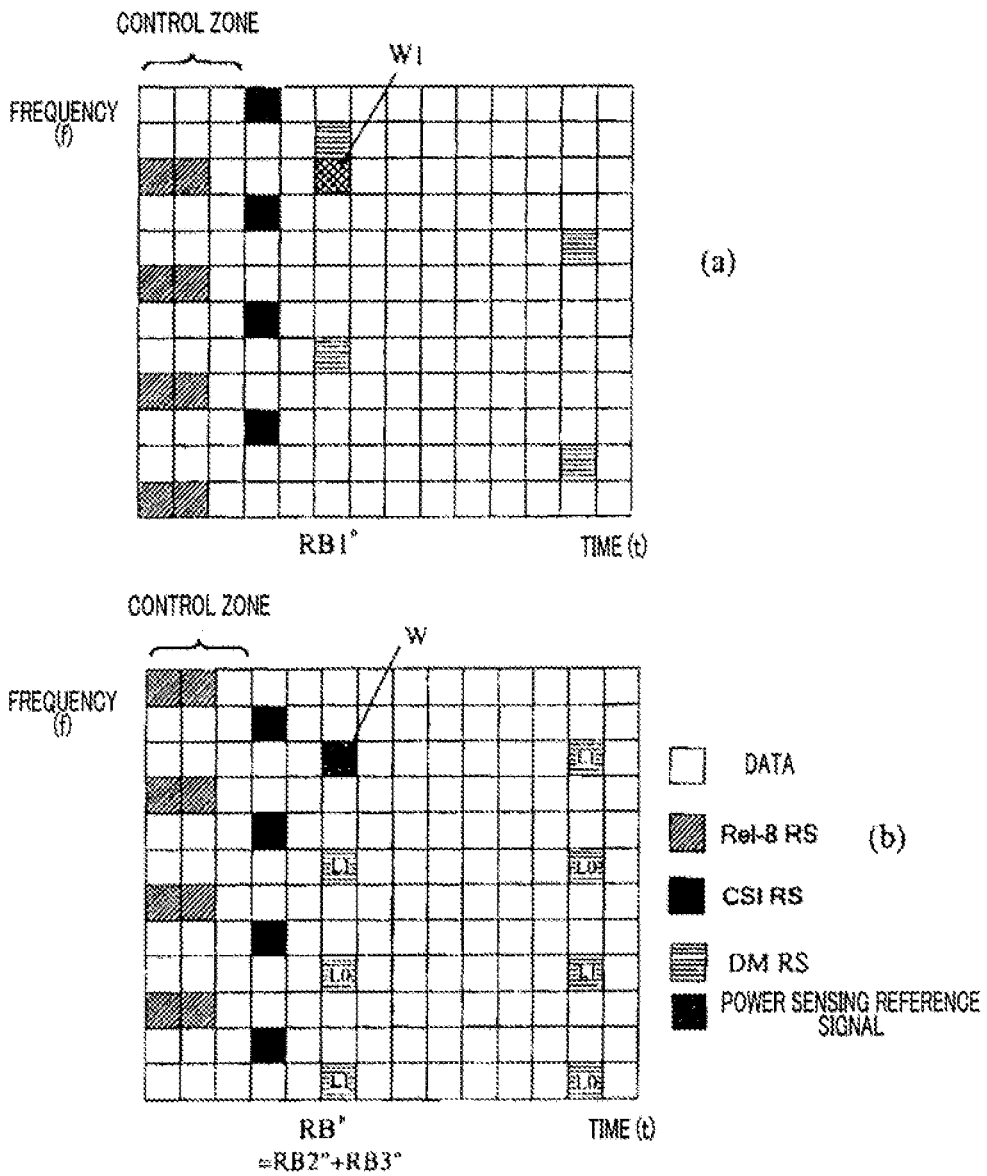 CONTROL ZONE
W1
FREQUENCY
(f)
(a)
RB1"
TIME (t)
CONTROL ZONE
W
FREQUENCY
(f)
L1
L1
L0
L0
L1
L1
L0
DATA
Rel-8 RS
(b)
CSI RS
DM RS
POWER SENSING REFERENCE
SIGNAL
RB"
TIME (t)
=RB2"+RB3"